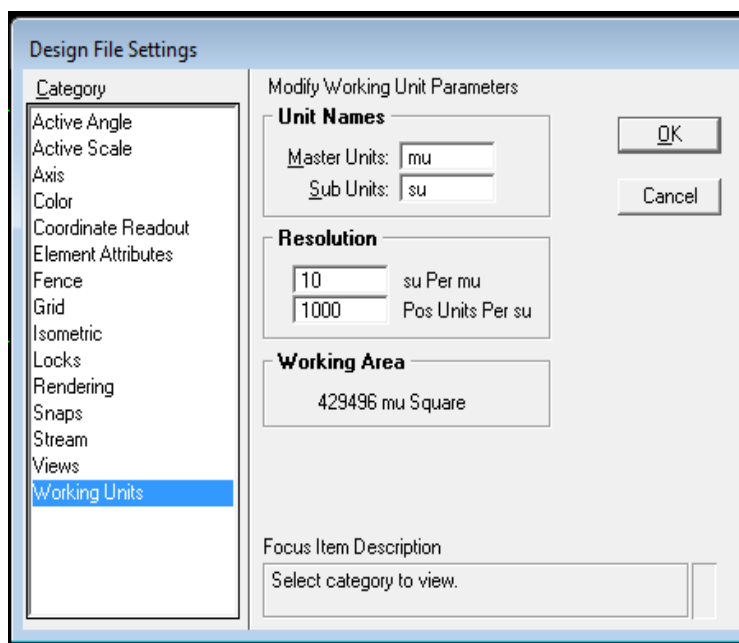 Design File Settings
Category
Active Angle
Active Scale
Axis
Color
Coordinate Readout
Element Attributes
Fence
Grid
Isometric
Locks
Rendering
Snaps
Stream
Views
Working Units
Modify Working Unit Parameters
Unit Names
Master Units: mu
Sub Units: su
Resolution
10 su Per mu
1000 Pos Units Per su
Working Area
429496 mu Square
OK
Cancel
Focus Item Description
Select category to view.